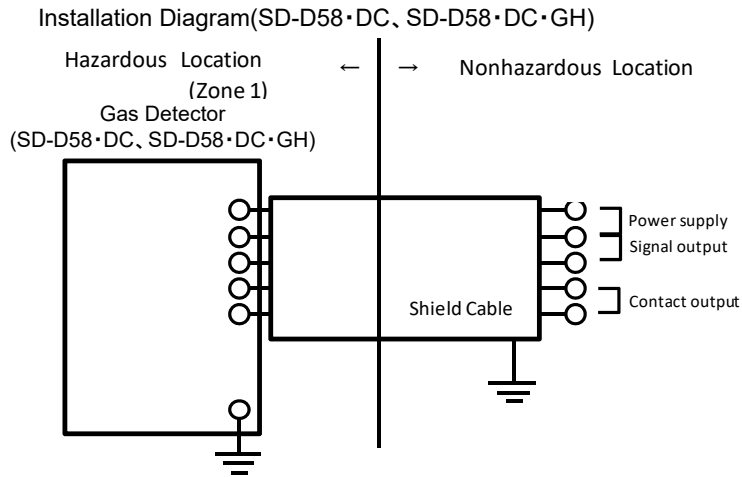 Installation Diagram(SD-D58・DC、SD-D58・DC・GH)
Hazardous Location ← → Nonhazardous Location
(Zone 1)
Gas Detector
(SD-D58・DC、SD-D58・DC・GH)
Power supply
Signal output
Contact output
Shield Cable